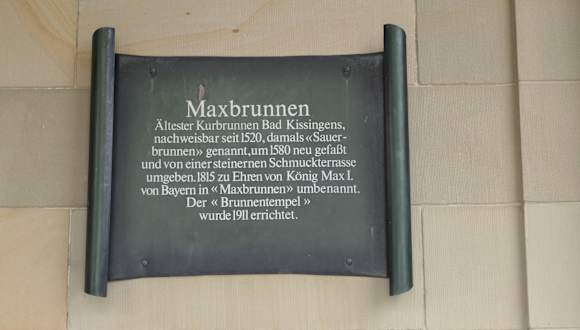 Maxbrunnen
Ältester Kurbrunnen Bad Kissingens,
nachweisbar seit 1520, damals «Sauer-
brunnen» genannt, um 1580 neu gefaßt
und von einer steinernen Schmuckterrasse
umgeben. 1815 zu Ehren von König Max I.
von Bayern in «Maxbrunnen» umbenannt.
Der «Brunnentempel»
wurde 1911 errichtet.